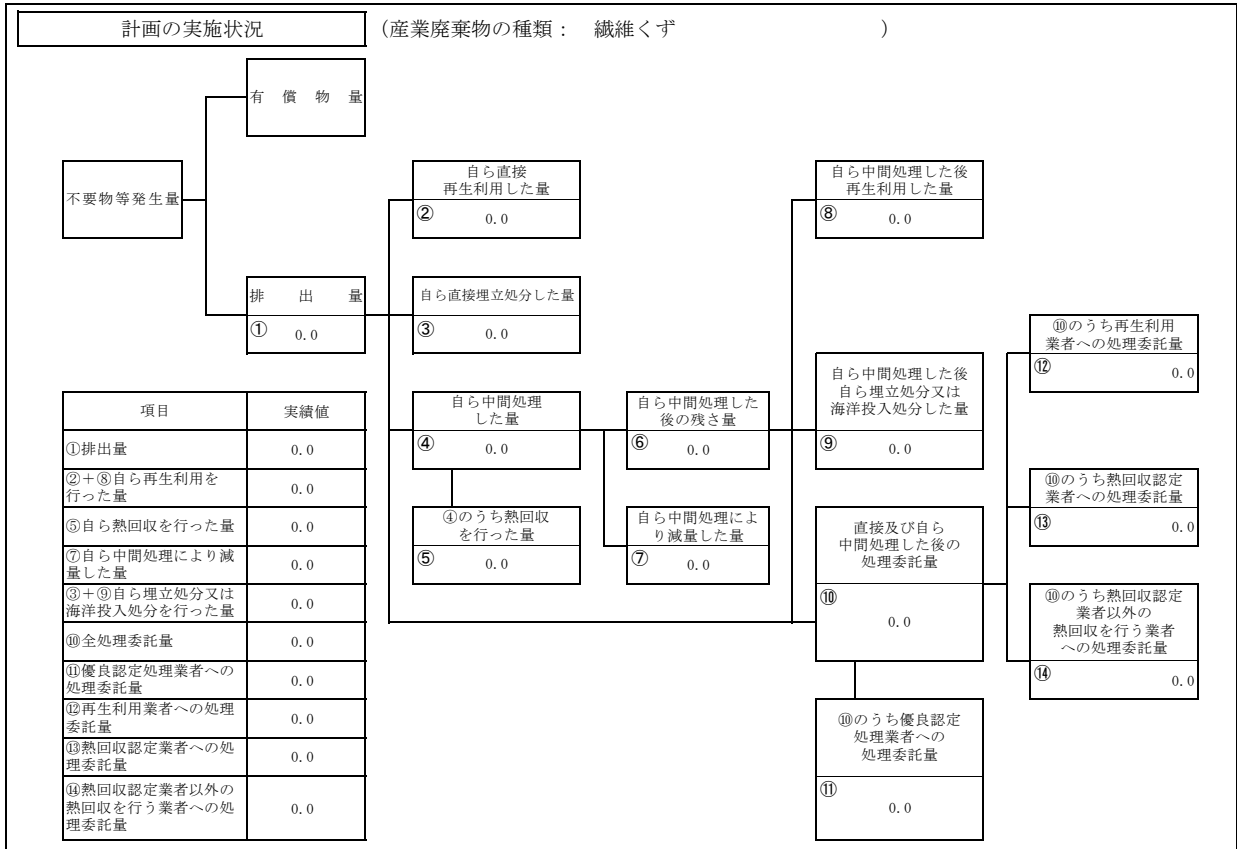 計画の実施状況
（産業廃棄物の種類： 繊維くず ）
有償物量
不要物等発生量
自ら直接
再生利用した量
② 0.0
自ら中間処理した後
再生利用した量
⑧ 0.0
排出量
① 0.0
自ら直接埋立処分した量
③ 0.0
⑩のうち再生利用
業者への処理委託量
⑫ 0.0
自ら中間処理した後
自ら埋立処分又は
海洋投入処分した量
⑨ 0.0
自ら中間処理
した量
④ 0.0
自ら中間処理した
後の残さ量
⑥ 0.0
④のうち熱回収
を行った量
⑤ 0.0
自ら中間処理によ
り減量した量
⑦ 0.0
直接及び自ら
中間処理した後の
処理委託量
⑩ 0.0
⑩のうち熱回収認定
業者への処理委託量
⑬ 0.0
⑩のうち熱回収認定
業者以外の
熱回収を行う業者
への処理委託量
⑭ 0.0
⑩のうち優良認定
処理業者への
処理委託量
⑪ 0.0
項目 実績値
①排出量 0.0
②＋⑧自ら再生利用を
行った量 0.0
⑤自ら熱回収を行った量 0.0
⑦自ら中間処理により減
量した量 0.0
③＋⑨自ら埋立処分又は
海洋投入処分を行った量 0.0
⑩全処理委託量 0.0
⑪優良認定処理業者への
処理委託量 0.0
⑫再生利用業者への処理
委託量 0.0
⑬熱回収認定業者への処
理委託量 0.0
⑭熱回収認定業者以外の
熱回収を行う業者への処
理委託量 0.0